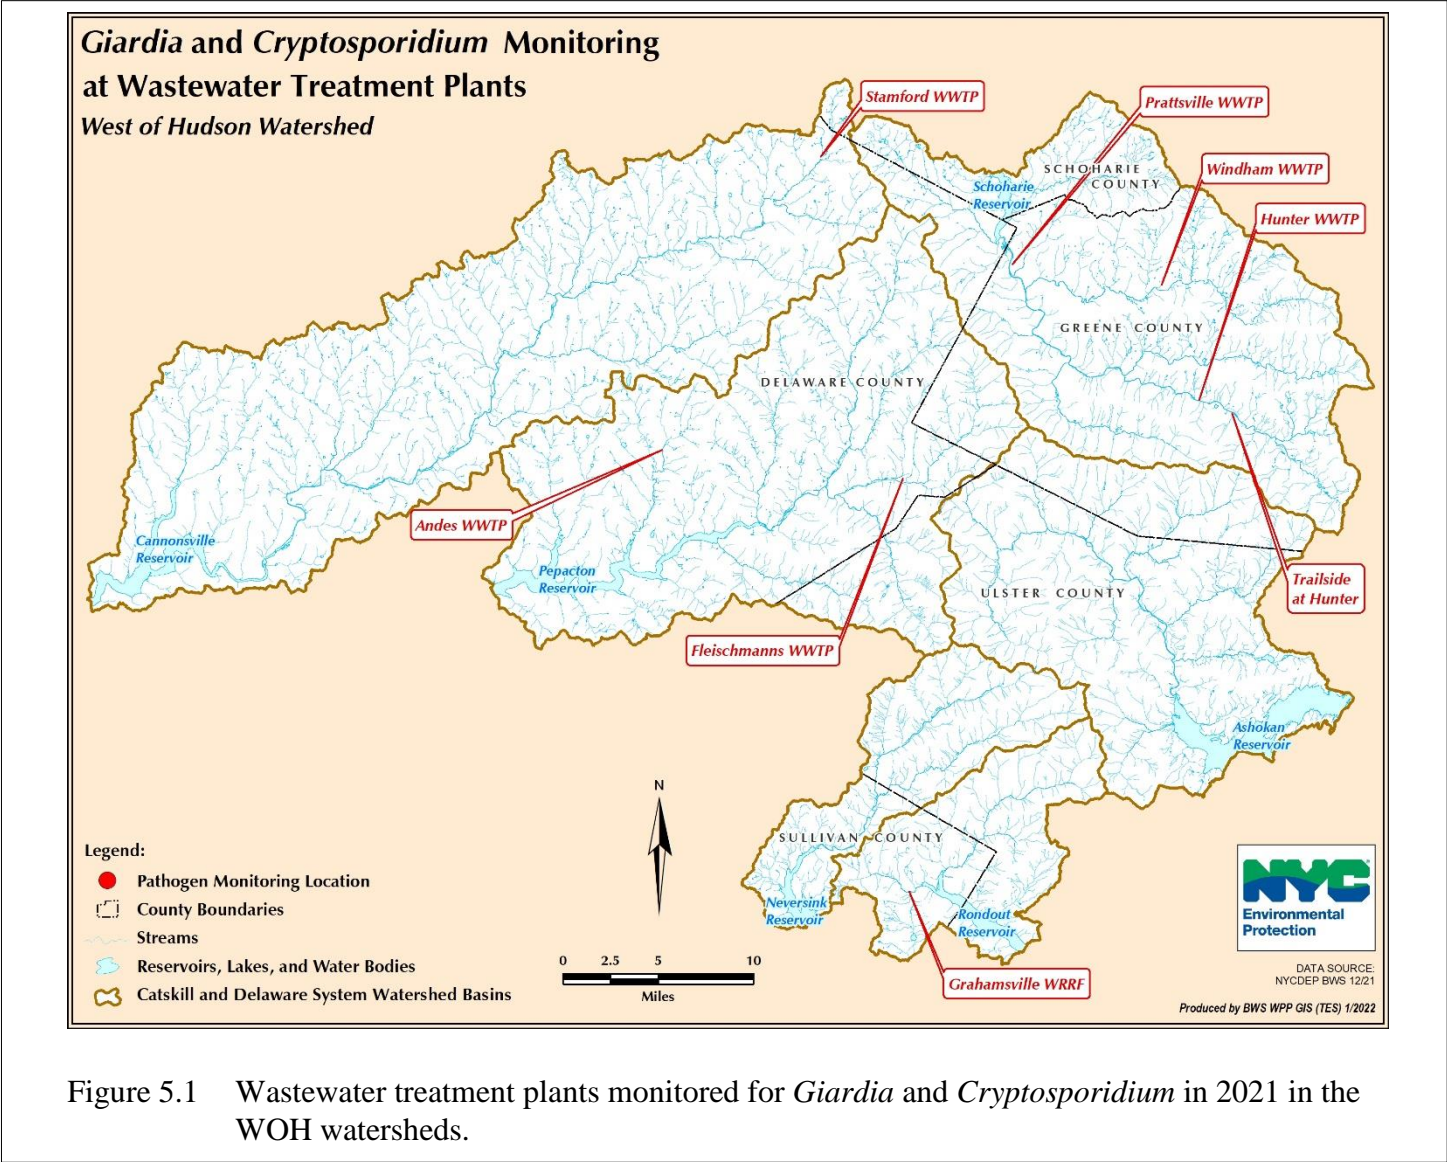 Giardia and Cryptosporidium Monitoring
at Wastewater Treatment Plants
West of Hudson Watershed
Stamford WWTP
Prattsville WWTP
SCHOHARIE
COUNTY
Windham WWTP
Schoharie
Reservoir
Hunter WWTP
GREENE COUNTY
DELAWARE COUNTY
Andes WWTP
Cannonsville
Reservoir
Pepacton
Reservoir
Trailside
at Hunter
ULSTER COUNTY
Fleischmanns WWTP
Ashokan
Reservoir
N
SULLIVAN COUNTY
Neversink
Reservoir
Rondout
Reservoir
Grahamsville WRRF
Legend:
Pathogen Monitoring Location
County Boundaries
Streams
Reservoirs, Lakes, and Water Bodies
Catskill and Delaware System Watershed Basins
0 2.5 5 10
Miles
NYC
Environmental
Protection
DATA SOURCE:
NYCDEP BWS 12/21
Produced by BWS WPP GIS (TES) 1/2022
Figure 5.1 Wastewater treatment plants monitored for Giardia and Cryptosporidium in 2021 in the
WOH watersheds.